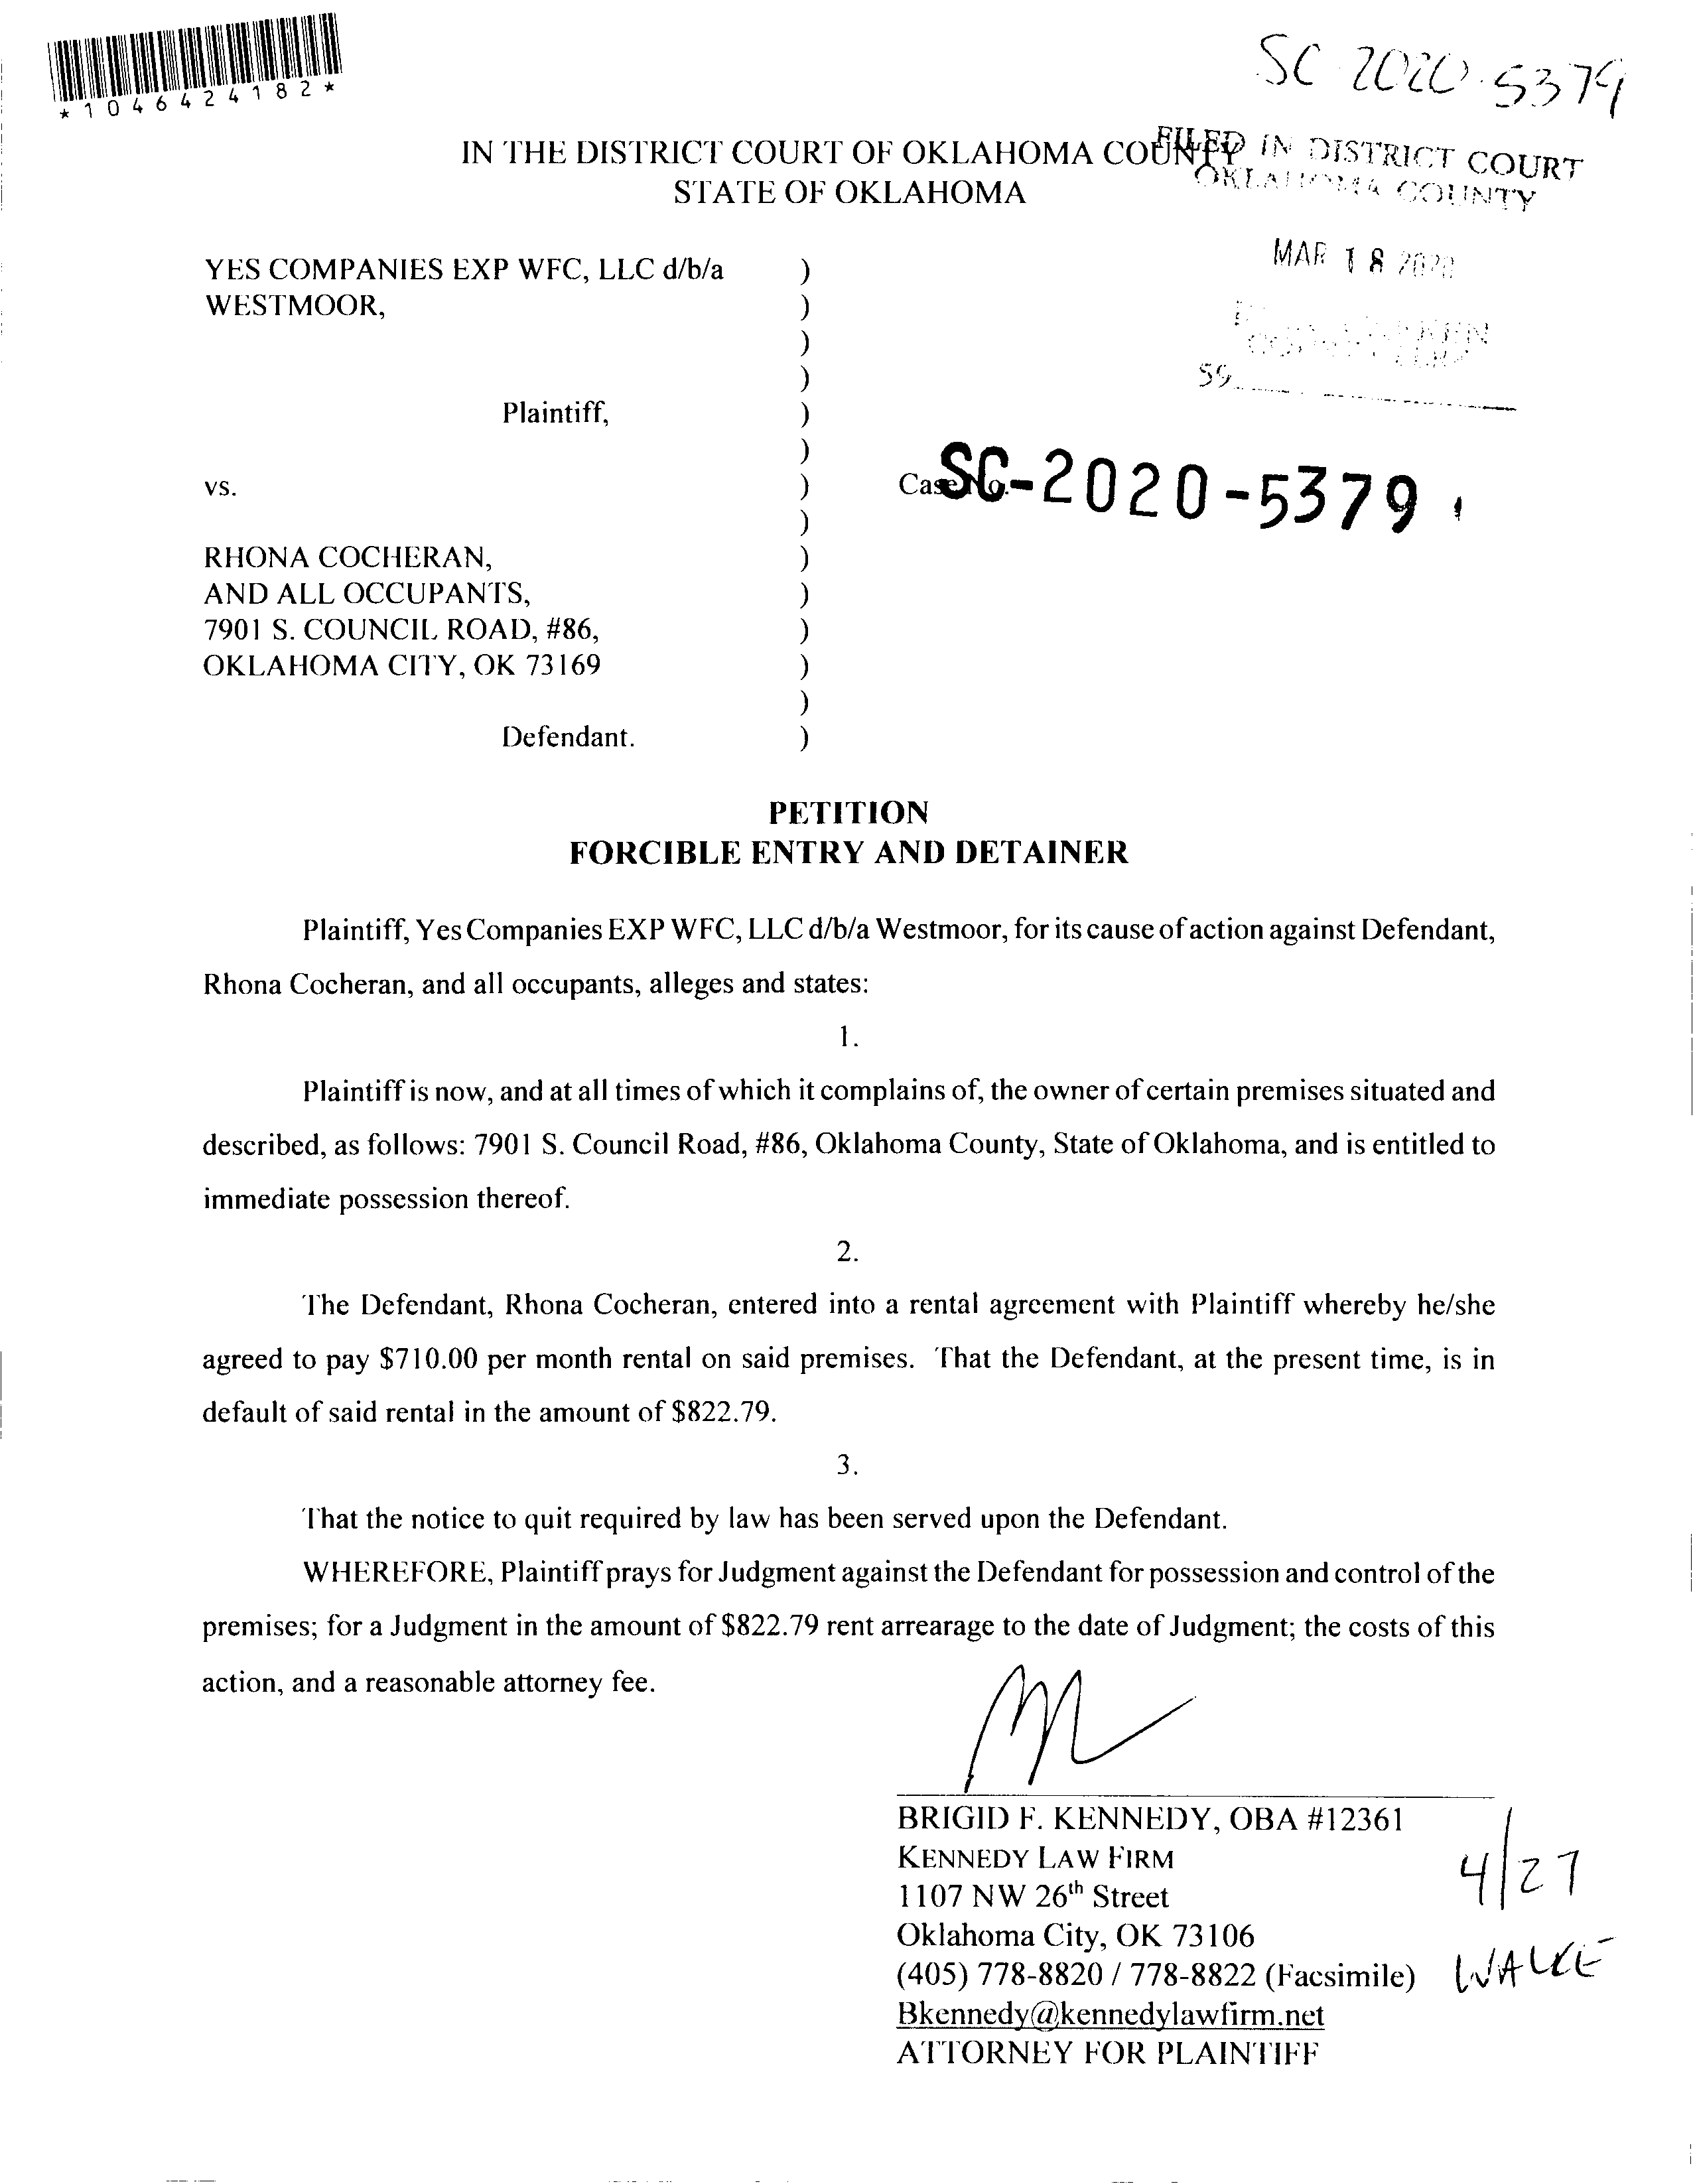 *1046424182*
SC 2020-5379
IN THE DISTRICT COURT OF OKLAHOMA COUNTY
STATE OF OKLAHOMA
FILED IN DISTRICT COURT
OKLAHOMA COUNTY
MAR 18 2020
YES COMPANIES EXP WFC, LLC d/b/a )
WESTMOOR, )
)
)
59
Plaintiff, )
)
vs. )
Case No. SC-2020-5379
)
RHONA COCHERAN, )
AND ALL OCCUPANTS, )
7901 S. COUNCIL ROAD, #86, )
OKLAHOMA CITY, OK 73169 )
)
Defendant. )
PETITION
FORCIBLE ENTRY AND DETAINER
Plaintiff, Yes Companies EXP WFC, LLC d/b/a Westmoor, for its cause of action against Defendant,
Rhona Cocheran, and all occupants, alleges and states:
1.
Plaintiff is now, and at all times of which it complains of, the owner of certain premises situated and
described, as follows: 7901 S. Council Road, #86, Oklahoma County, State of Oklahoma, and is entitled to
immediate possession thereof.
2.
The Defendant, Rhona Cocheran, entered into a rental agreement with Plaintiff whereby he/she
agreed to pay $710.00 per month rental on said premises. That the Defendant, at the present time, is in
default of said rental in the amount of $822.79.
3.
That the notice to quit required by law has been served upon the Defendant.
WHEREFORE, Plaintiff prays for Judgment against the Defendant for possession and control of the
premises; for a Judgment in the amount of $822.79 rent arrearage to the date of Judgment; the costs of this
action, and a reasonable attorney fee.
BRIGID F. KENNEDY, OBA #12361
KENNEDY LAW FIRM
1107 NW 26th Street
Oklahoma City, OK 73106
(405) 778-8820 / 778-8822 (Facsimile)
Bkennedy@kennedylawfirm.net
ATTORNEY FOR PLAINTIFF
4/27